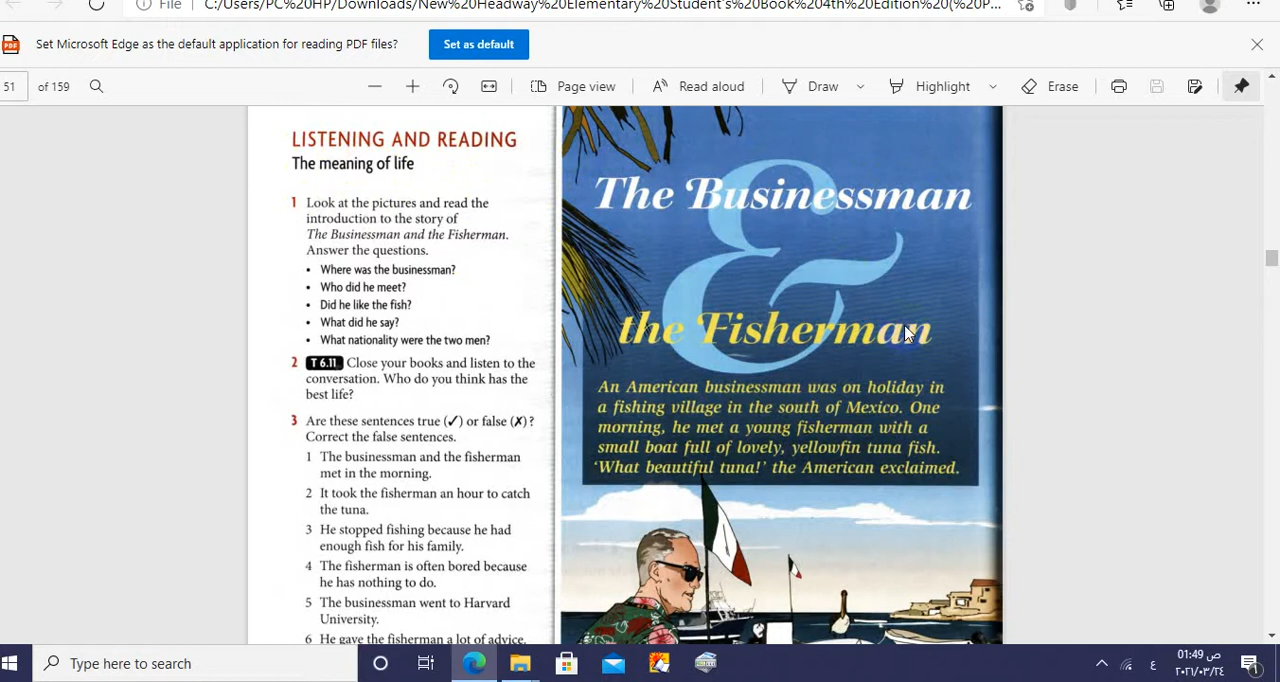 File
C:/Users/PC%20HP/Downloads/New%20Headway%20Elementary%20Student's%20Book%204th%20Edition%20(%20P...
Set Microsoft Edge as the default application for reading PDF files?
Set as default
51
of 159
Page view
Read aloud
Draw
Highlight
Erase
LISTENING AND READING
The meaning of life
1 Look at the pictures and read the
introduction to the story of
The Businessman and the Fisherman.
Answer the questions.
• Where was the businessman?
• Who did he meet?
• Did he like the fish?
• What did he say?
• What nationality were the two men?
2 T 6.11 Close your books and listen to the
conversation. Who do you think has the
best life?
3 Are these sentences true (✓) or false (✗)?
Correct the false sentences.
1 The business and the fisherman
met in the morning.
2 It took the fisherman an hour to catch
the tuna.
3 He stopped fishing because he had
enough fish for his family.
4 The fisherman is often bored because
he has nothing to do.
5 The businessman went to Harvard
University.
6 He gave the fisherman a lot of advice.
The Businessman
&
the Fisherman
An American businessman was on holiday in
a fishing village in the south of Mexico. One
morning, he met a young fisherman with a
small boat full of lovely, yellowfin tuna fish.
'What beautiful tuna!' the American exclaimed.
Type here to search
ع
01:49 ص
٢٠٢١/٠٣/٢٤
1